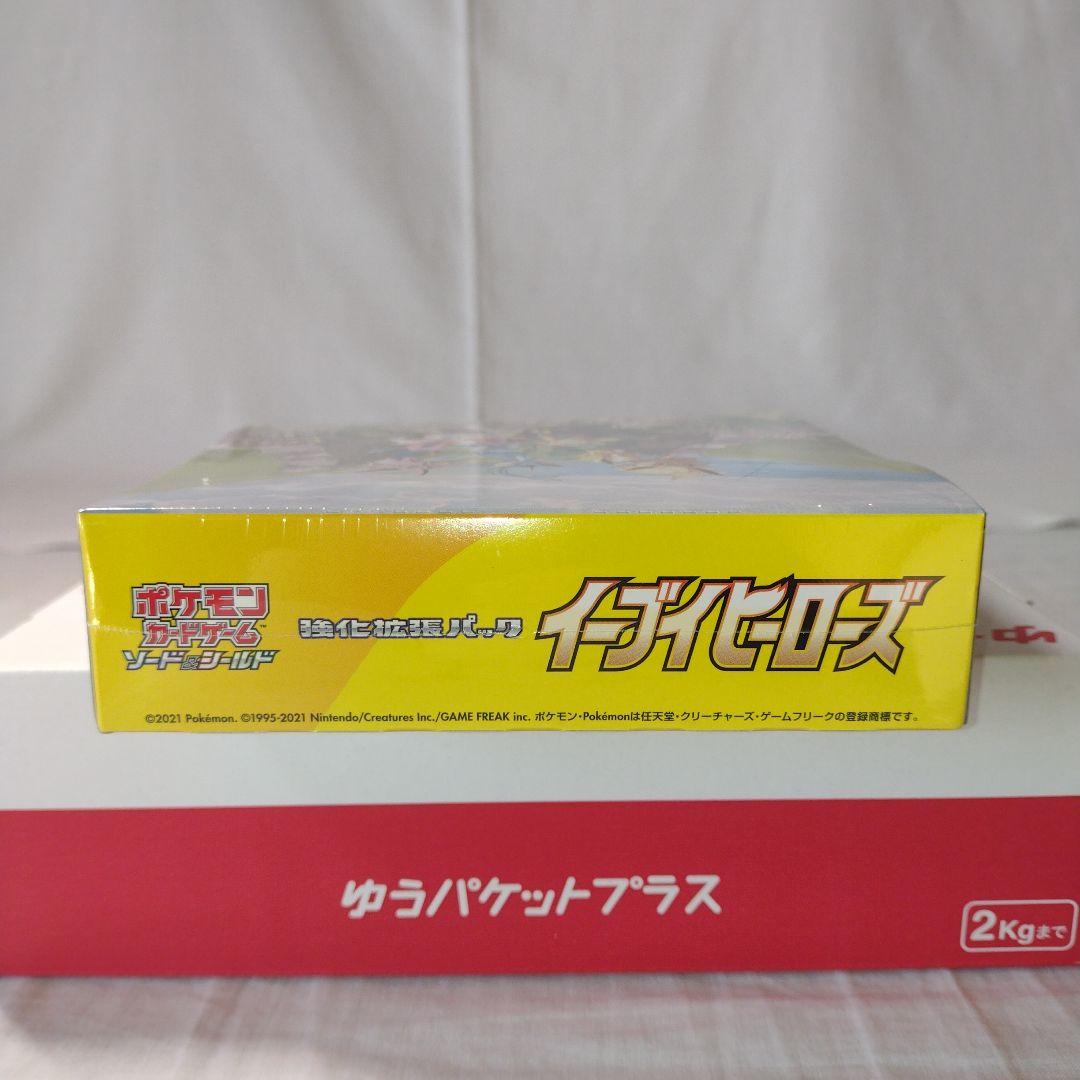 ポケモン
カードゲーム™
ソード&シールド
強化拡張パック
イーブイヒーローズ
©2021 Pokémon. ©1995-2021 Nintendo/Creatures Inc./GAME FREAK inc. ポケモン・Pokémonは任天堂・クリーチャーズ・ゲームフリークの登録商標です。
ゆ
ゆうパケットプラス
2Kgまで